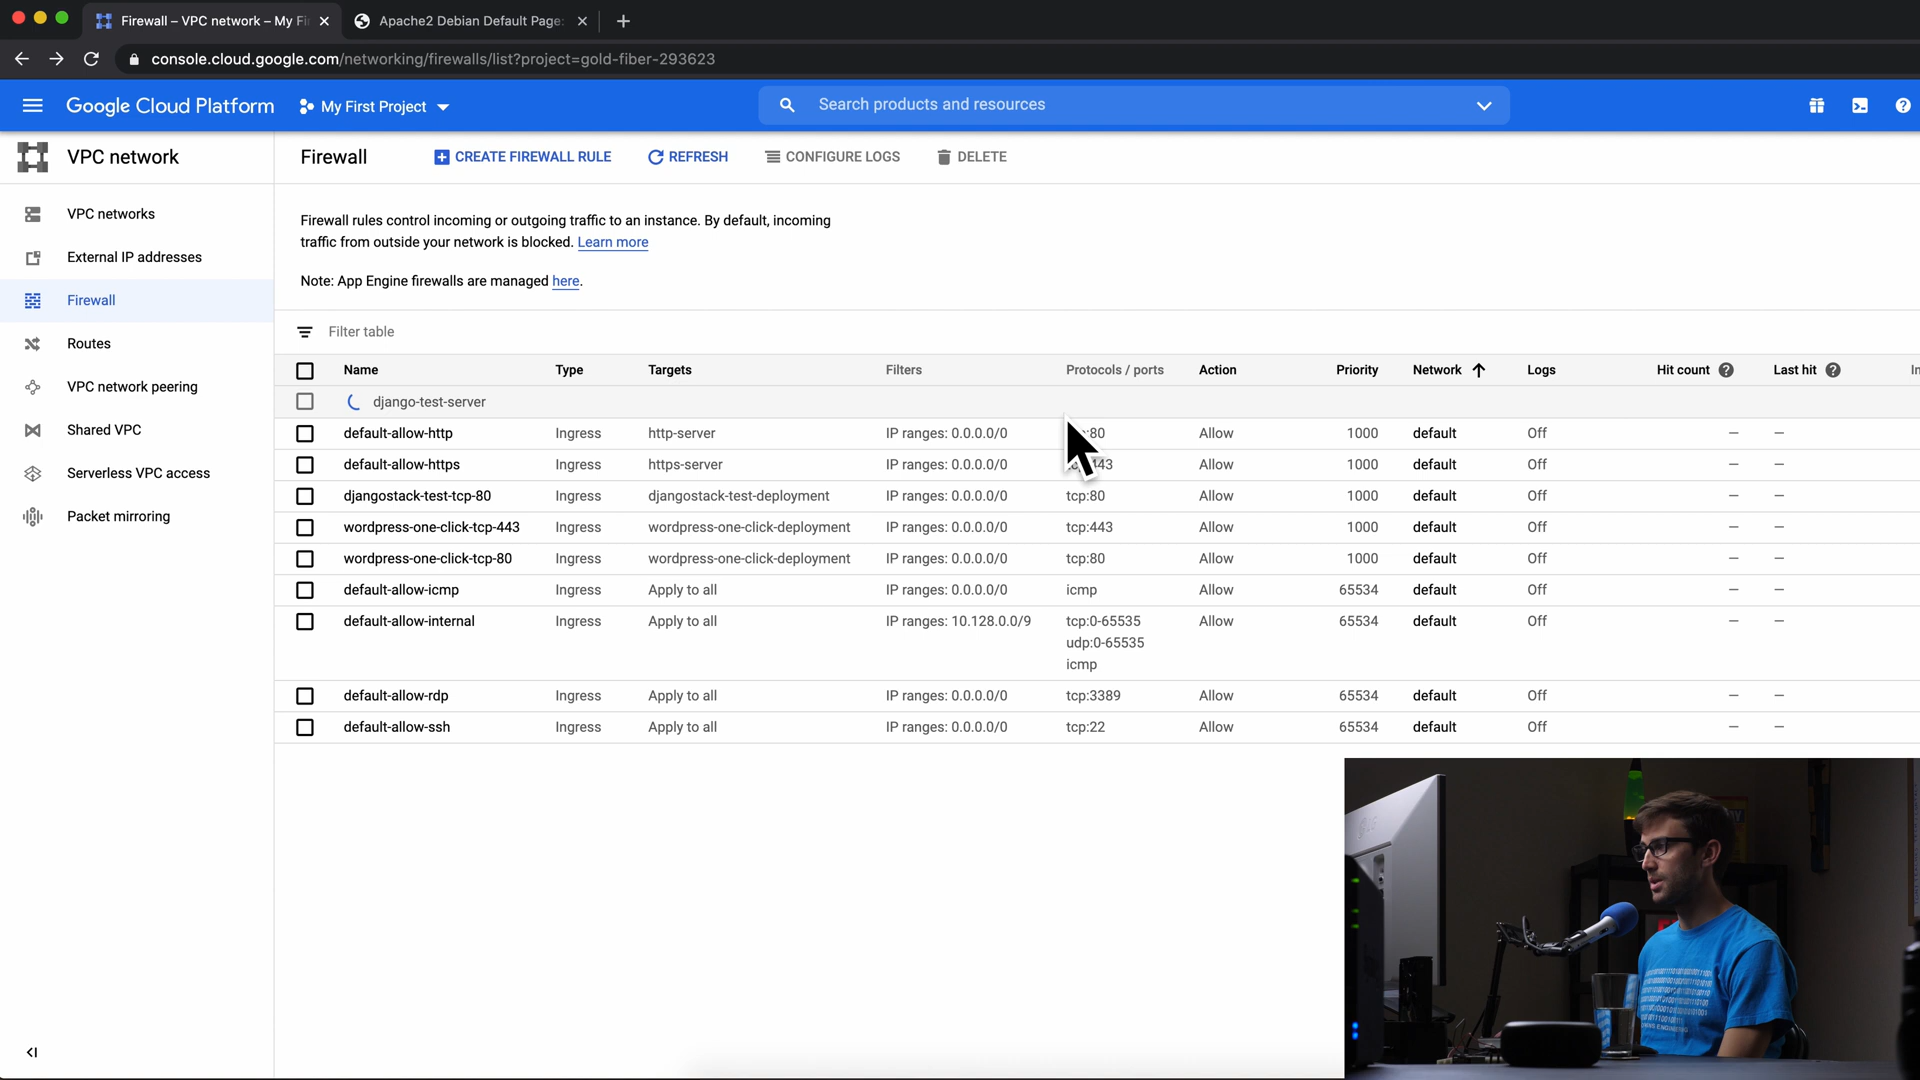 Firewall – VPC network – My Fi
Apache2 Debian Default Page:
console.cloud.google.com/networking/firewalls/list?project=gold-fiber-293623
Google Cloud Platform
My First Project
Search products and resources
VPC network
Firewall
CREATE FIREWALL RULE
REFRESH
CONFIGURE LOGS
DELETE
VPC networks
External IP addresses
Firewall
Routes
VPC network peering
Shared VPC
Serverless VPC access
Packet mirroring
Firewall rules control incoming or outgoing traffic to an instance. By default, incoming
traffic from outside your network is blocked. Learn more
Note: App Engine firewalls are managed here.
Filter table
Name Type Targets Filters Protocols / ports Action Priority Network Logs Hit count Last hit In
django-test-server
default-allow-http Ingress http-server IP ranges: 0.0.0.0/0 :80 Allow 1000 default Off — —
default-allow-https Ingress https-server IP ranges: 0.0.0.0/0 443 Allow 1000 default Off — —
djangostack-test-tcp-80 Ingress djangostack-test-deployment IP ranges: 0.0.0.0/0 tcp:80 Allow 1000 default Off — —
wordpress-one-click-tcp-443 Ingress wordpress-one-click-deployment IP ranges: 0.0.0.0/0 tcp:443 Allow 1000 default Off — —
wordpress-one-click-tcp-80 Ingress wordpress-one-click-deployment IP ranges: 0.0.0.0/0 tcp:80 Allow 1000 default Off — —
default-allow-icmp Ingress Apply to all IP ranges: 0.0.0.0/0 icmp Allow 65534 default Off — —
default-allow-internal Ingress Apply to all IP ranges: 10.128.0.0/9 tcp:0-65535 Allow 65534 default Off — —
udp:0-65535
icmp
default-allow-rdp Ingress Apply to all IP ranges: 0.0.0.0/0 tcp:3389 Allow 65534 default Off — —
default-allow-ssh Ingress Apply to all IP ranges: 0.0.0.0/0 tcp:22 Allow 65534 default Off — —